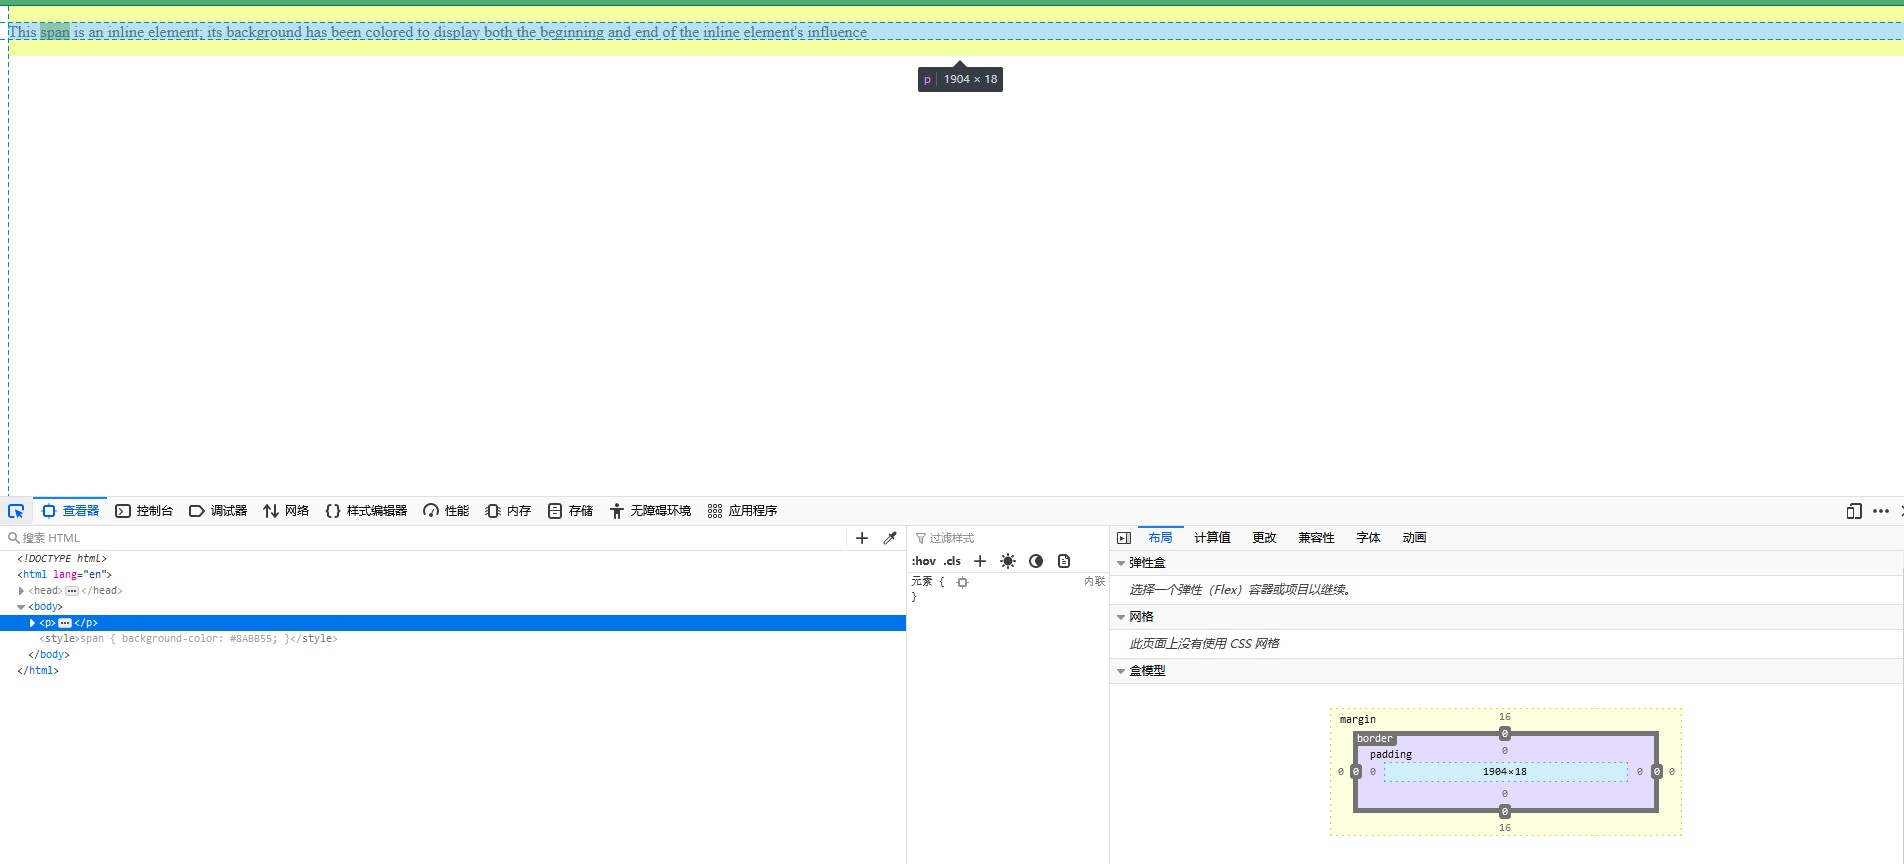 This span is an inline element; its background has been colored to display both the beginning and end of the inline element's influence
p 1904 × 18
查看器 控制台 调试器 网络 样式编辑器 性能 内存 存储 无障碍环境 应用程序
搜索 HTML
<!DOCTYPE html>
<html lang="en">
<head> ••• </head>
<body>
<p> ••• </p>
<style>span { background-color: #8ABB55; }</style>
</body>
</html>
过滤样式
:hov .cls
元素 { 内联
}
布局 计算值 更改 兼容性 字体 动画
弹性盒
选择一个弹性（Flex）容器或项目以继续。
网格
此页面上没有使用 CSS 网格
盒模型
margin 16
border 0
padding 0
0 0 0 1904×18 0 0 0
0
0
16